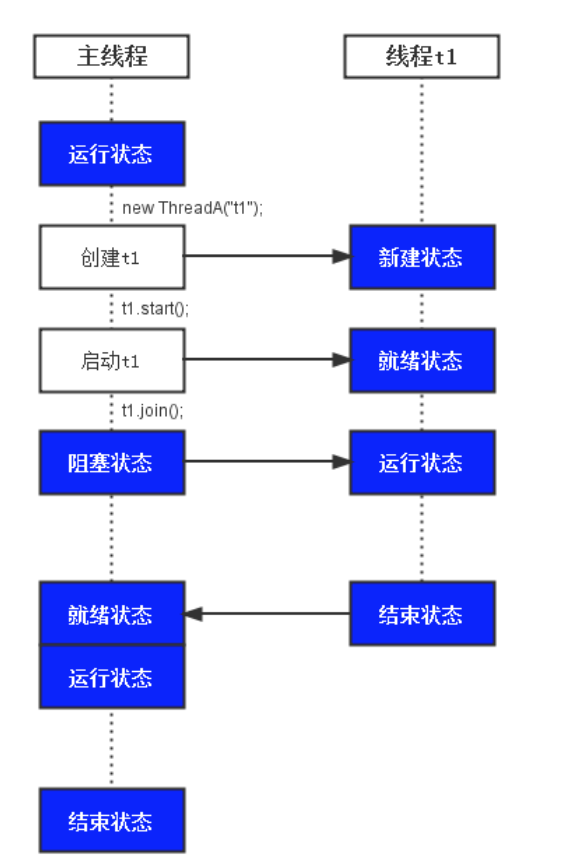 主线程
线程t1
运行状态
new ThreadA("t1");
创建t1
新建状态
t1.start();
启动t1
就绪状态
t1.join();
阻塞状态
运行状态
就绪状态
结束状态
运行状态
结束状态